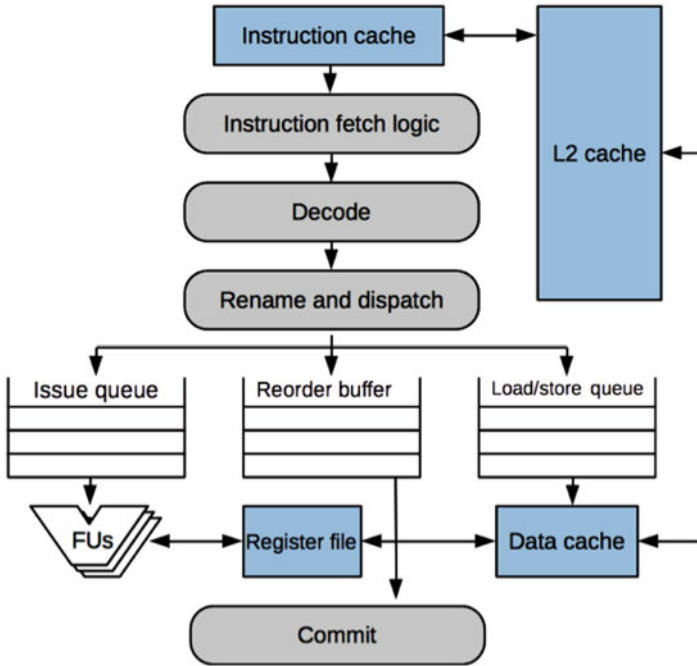 Instruction cache
L2 cache
Instruction fetch logic
Decode
Rename and dispatch
Issue queue
Reorder buffer
Load/store queue
FUs
Register file
Data cache
Commit